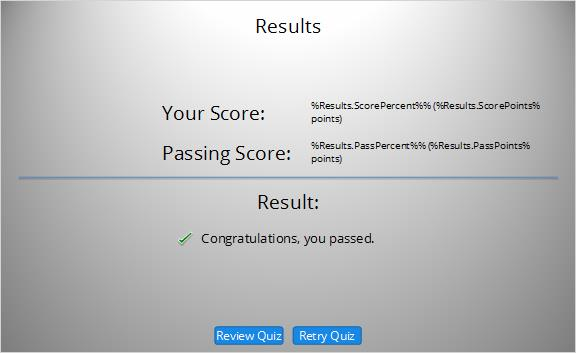 Results
Your Score:
%Results.ScorePercent%% (%Results.ScorePoints%
points)
Passing Score:
%Results.PassPercent%% (%Results.PassPoints%
points)
Result:
Congratulations, you passed.
Review Quiz
Retry Quiz